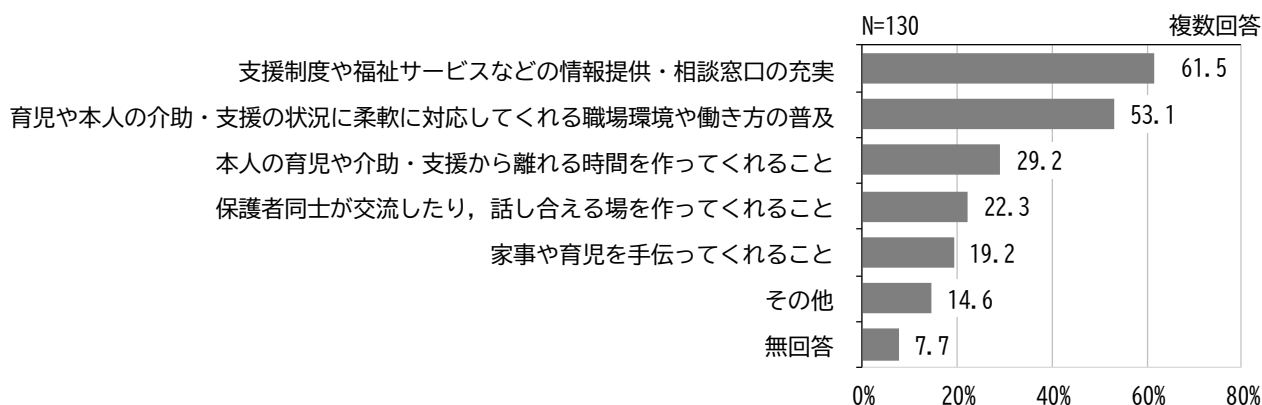 N=130 複数回答
支援制度や福祉サービスなどの情報提供・相談窓口の充実 61.5
育児や本人の介助・支援の状況に柔軟に対応してくれる職場環境や働き方の普及 53.1
本人の育児や介助・支援から離れる時間を作ってくれること 29.2
保護者同士が交流したり，話し合える場を作ってくれること 22.3
家事や育児を手伝ってくれること 19.2
その他 14.6
無回答 7.7
0% 20% 40% 60% 80%